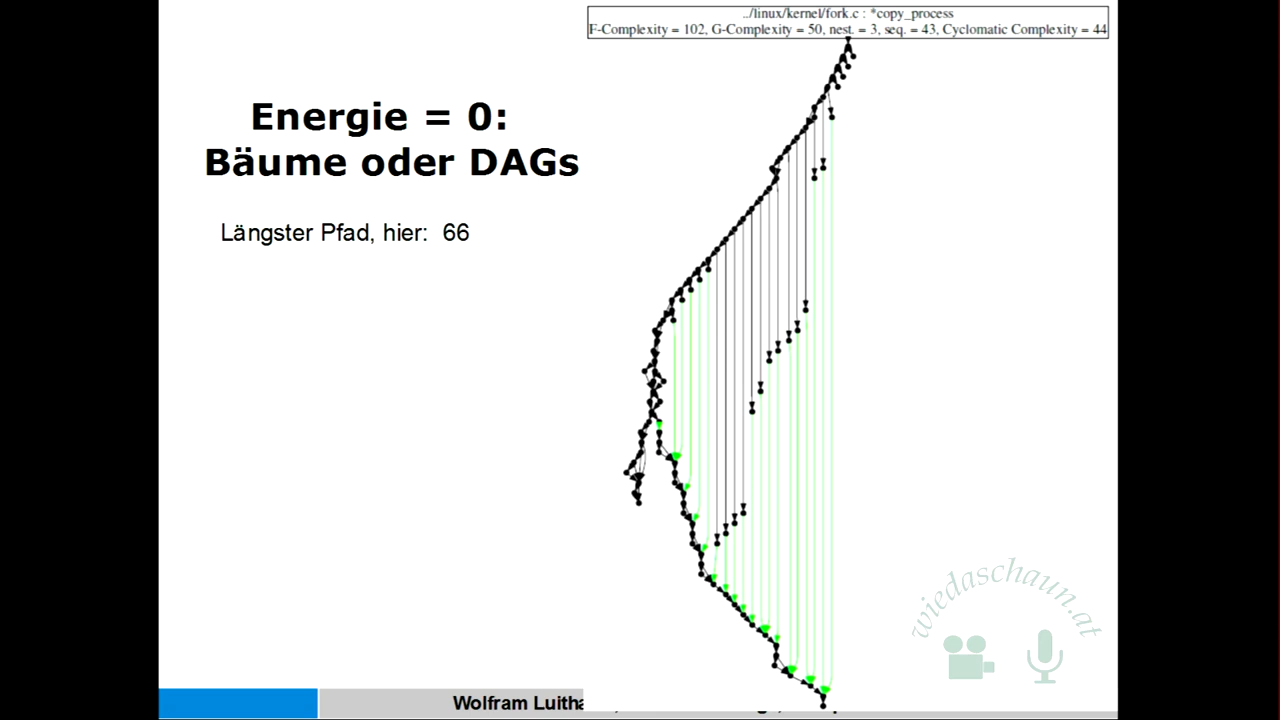 ../linux/kernel/fork.c : *copy_process
F-Complexity = 102, G-Complexity = 50, nest. = 3, seq. = 43, Cyclomatic Complexity = 44
Energie = 0:
Bäume oder DAGs
Längster Pfad, hier: 66
wiedaschaun.at
Wolfram